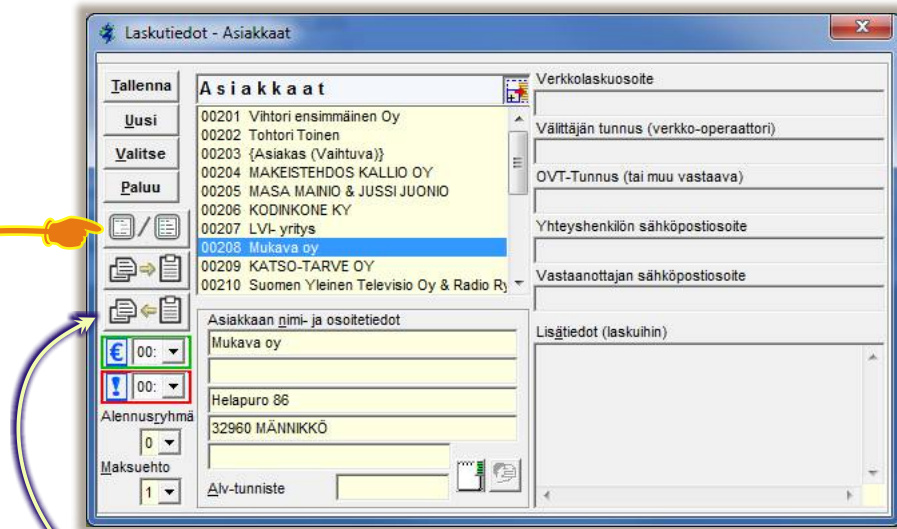 Laskutiedot - Asiakkaat
Tallenna
Uusi
Valitse
Paluu
00:
00:
Alennusryhmä
0
Maksuehto
1
Asiakkaat
00201 Vihtori ensimmäinen Oy
00202 Tohtori Toinen
00203 {Asiakas (Vaihtuva)}
00204 MAKEISTEHDOS KALLIO OY
00205 MASA MAINIO & JUSSI JUONIO
00206 KODINKONE KY
00207 LVI- yritys
00208 Mukava oy
00209 KATSO-TARVE OY
00210 Suomen Yleinen Televisio Oy & Radio Ry
Asiakkaan nimi- ja osoitetiedot
Mukava oy
Helapuro 86
32960 MÄNNIKKÖ
Alv-tunniste
Verkkolaskuosoite
Välittäjän tunnus (verkko-operaattori)
OVT-Tunnus (tai muu vastaava)
Yhteyshenkilön sähköpostiosoite
Vastaanottajan sähköpostiosoite
Lisätiedot (laskuihin)